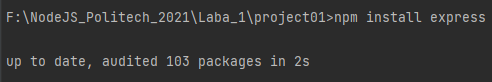 F:\NodeJS_Politech_2021\Laba_1\project01>npm install express
up to date, audited 103 packages in 2s